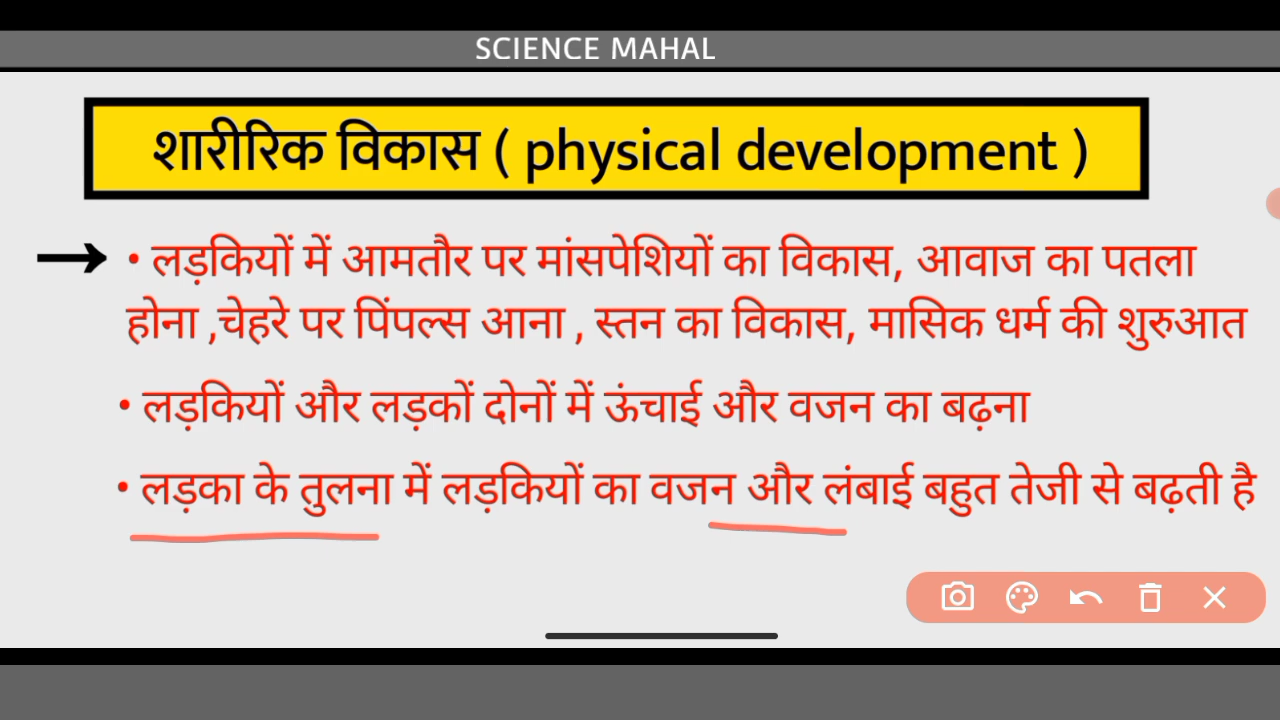 SCIENCE MAHAL
शारीरिक विकास ( physical development )
→ • लड़कियों में आमतौर पर मांसपेशियों का विकास, आवाज का पतला
होना ,चेहरे पर पिंपल्स आना , स्तन का विकास, मासिक धर्म की शुरुआत
• लड़कियों और लड़कों दोनों में ऊंचाई और वजन का बढ़ना
• लड़का के तुलना में लड़कियों का वजन और लंबाई बहुत तेजी से बढ़ती है